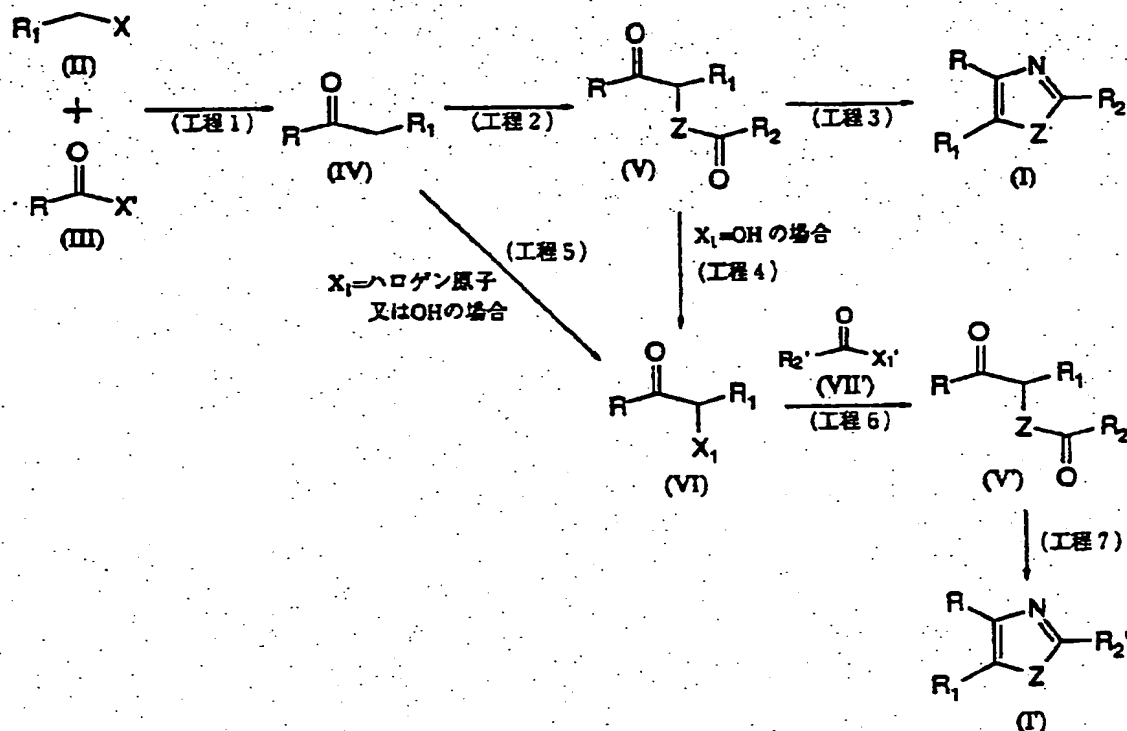 R₁ X
(II)
+
O
R X'
(III)
(工程1)
O
R R₁
(IV)
(工程2)
O
R R₁
Z R₂
O
(V)
(工程3)
R N
R₂
R₁ Z
(I)
(工程5)
X₁=ハロゲン原子
又はOHの場合
X₁=OHの場合
(工程4)
O
R R₁
X₁
(VI)
O
R₂' X₁'
(VII')
(工程6)
O
R R₁
Z R₂
O
(V')
(工程7)
R N
R₂'
R₁ Z
(I')